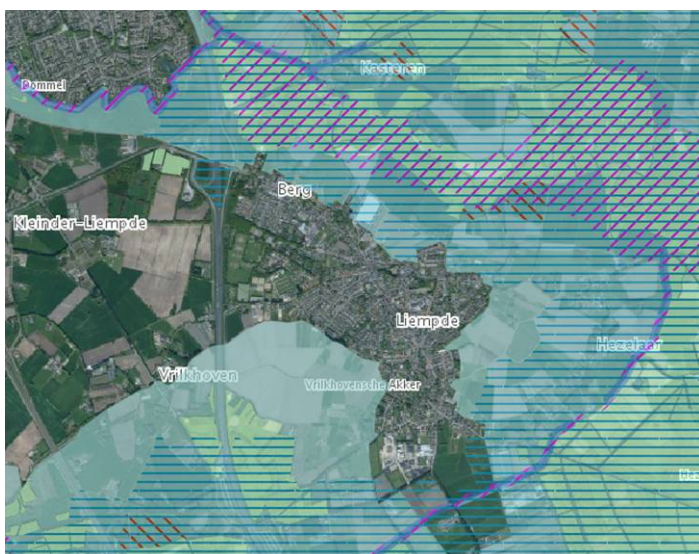 Kasteren
Dommel
Berg
Kleinder-Liempde
Liempde
Hezelaar
Vrilkhoven
Vrilkhovensche Akker